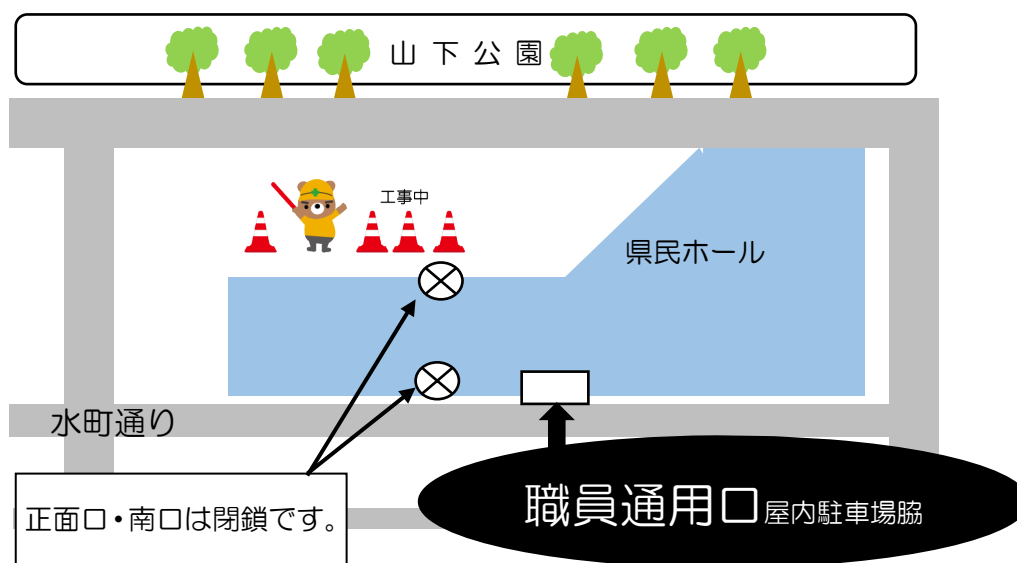 山下公園
工事中
県民ホール
水町通り
正面口・南口は閉鎖です。
職員通用口屋内駐車場脇